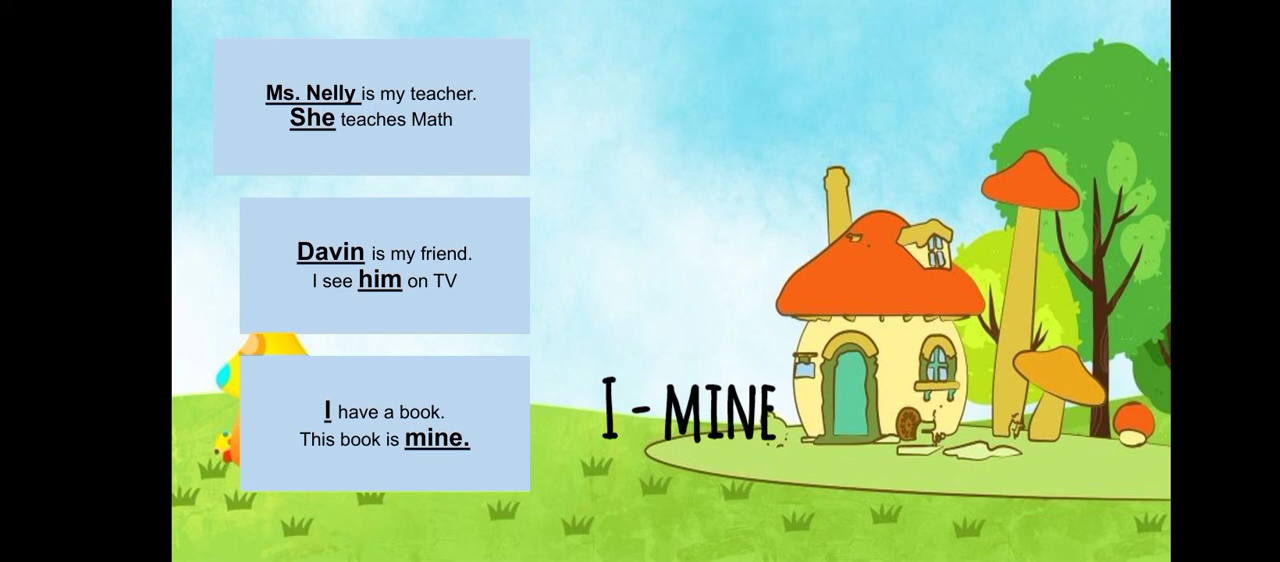 Ms. Nelly is my teacher.
She teaches Math
Davin is my friend.
I see him on TV
I have a book.
This book is mine.
I - MINE